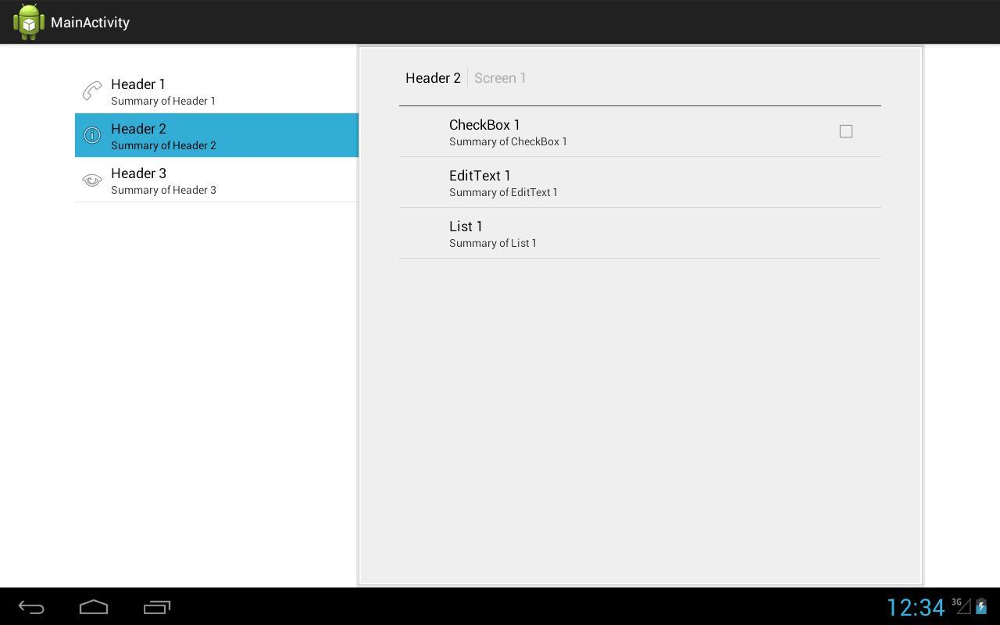 MainActivity
Header 1
Summary of Header 1
Header 2
Summary of Header 2
Header 3
Summary of Header 3
Header 2 Screen 1
CheckBox 1
Summary of CheckBox 1
EditText 1
Summary of EditText 1
List 1
Summary of List 1
12:34 3G